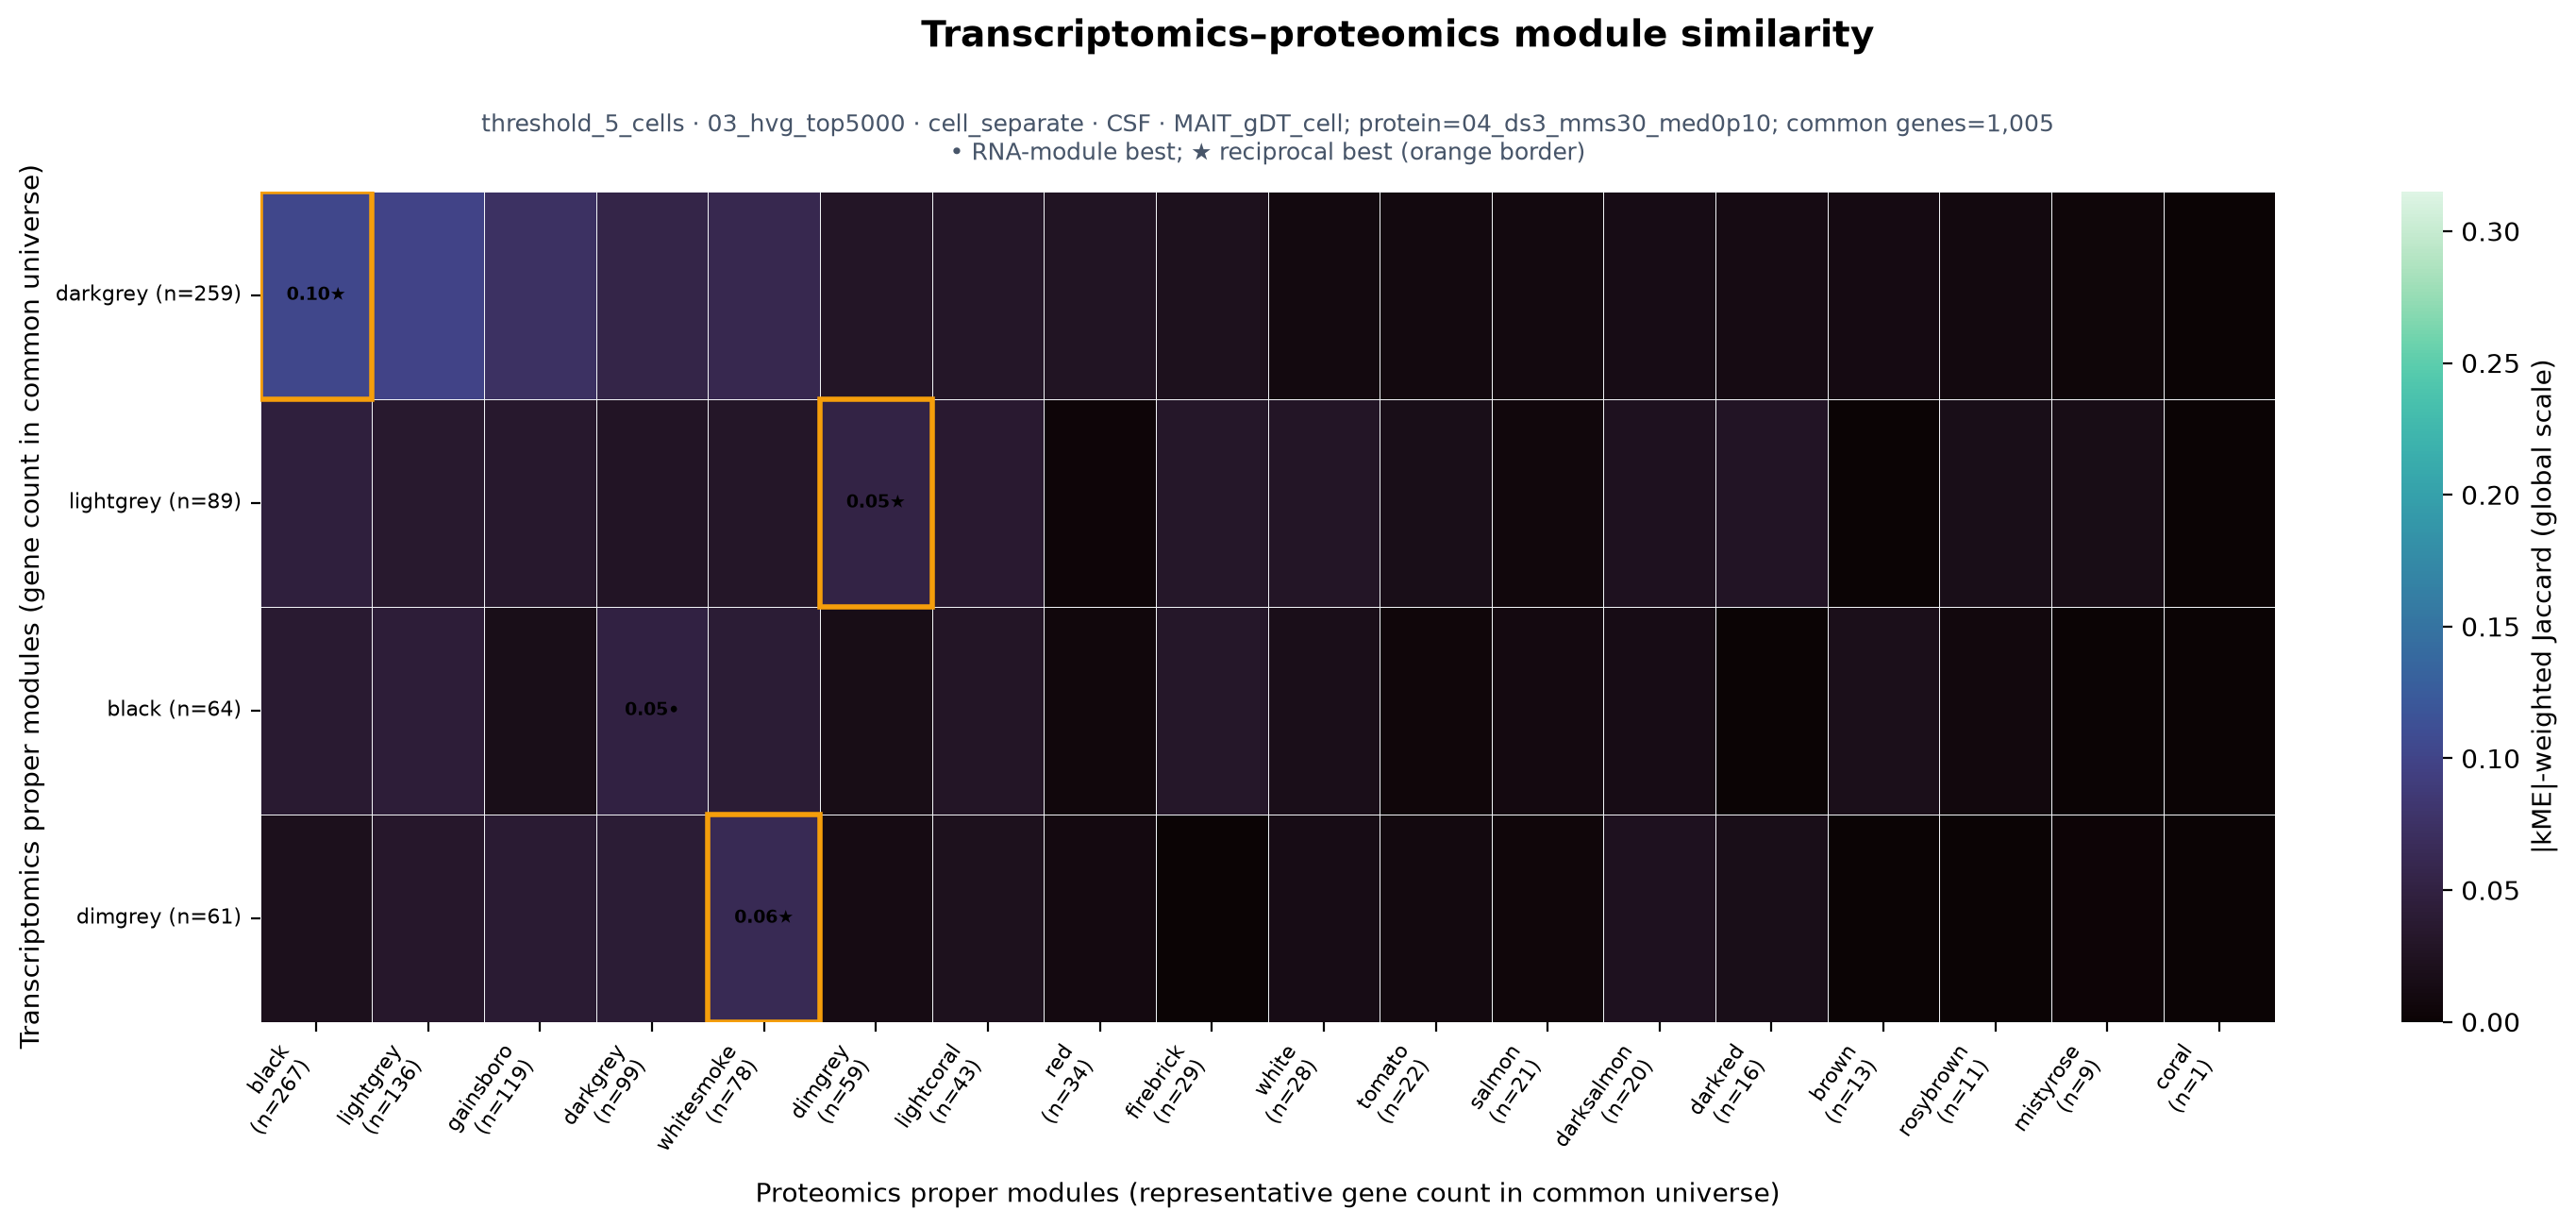 Transcriptomics–proteomics module similarity
threshold_5_cells · 03_hvg_top5000 · cell_separate · CSF · MAIT_gDT_cell; protein=04_ds3_mms30_med0p10; common genes=1,005
• RNA-module best; ★ reciprocal best (orange border)
Transcriptomics proper modules (gene count in common universe)
darkgrey (n=259)
lightgrey (n=89)
black (n=64)
dimgrey (n=61)
0.10★
0.05★
0.05•
0.06★
black
(n=267)
lightgrey
(n=136)
gainsboro
(n=119)
darkgrey
(n=99)
whitesmoke
(n=78)
dimgrey
(n=59)
lightcoral
(n=43)
red
(n=34)
firebrick
(n=29)
white
(n=28)
tomato
(n=22)
salmon
(n=21)
darksalmon
(n=20)
darkred
(n=16)
brown
(n=13)
rosybrown
(n=11)
mistyrose
(n=9)
coral
(n=1)
Proteomics proper modules (representative gene count in common universe)
0.30
0.25
0.20
0.15
0.10
0.05
0.00
|kME|-weighted Jaccard (global scale)